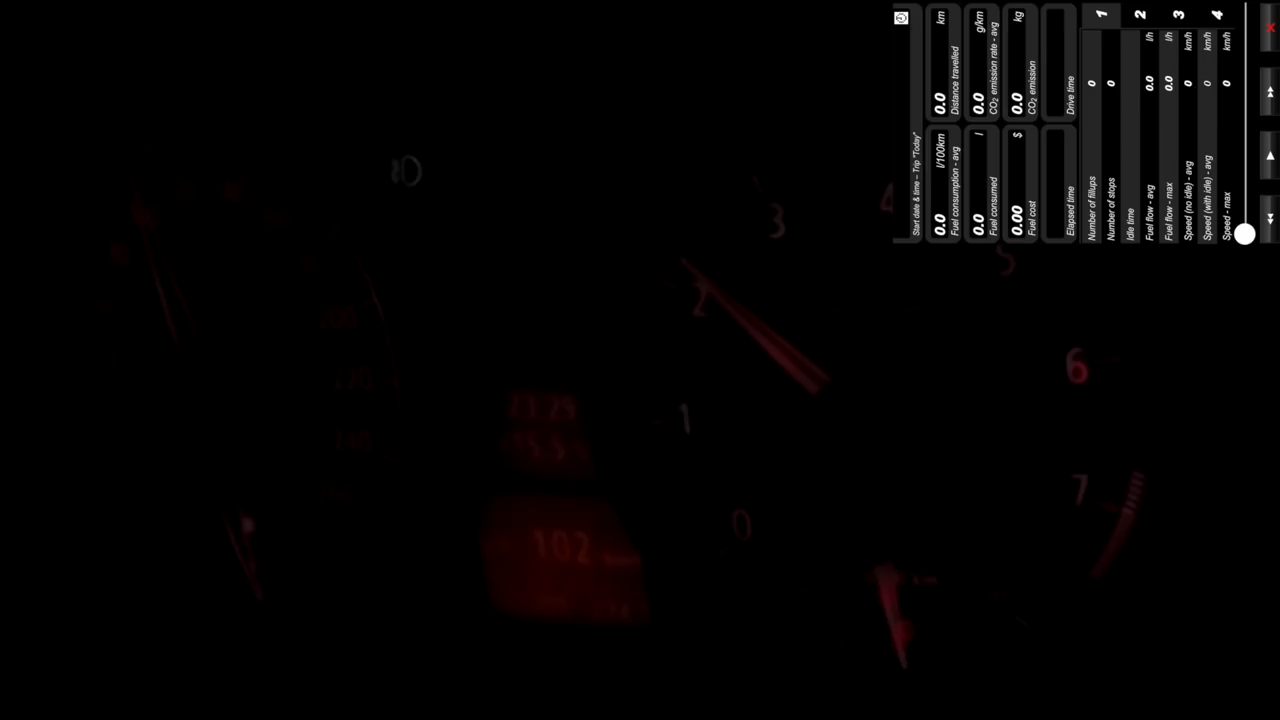 Start date & time – Trip "Today"
0.0 l/100km
Fuel consumption - avg
0.0 km
Distance travelled
0.0 l
Fuel consumed
0.0 g/km
CO₂ emission rate - avg
0.00 $
Fuel cost
0.0 kg
CO₂ emission
Elapsed time
Drive time
Number of fillups 0
Number of stops 0
Idle time
Fuel flow - avg 0.0 l/h
Fuel flow - max 0.0 l/h
Speed (no idle) - avg 0 km/h
Speed (with idle) - avg 0 km/h
Speed - max 0 km/h
1
2
3
4
0
1
2
3
4
5
6
7
102